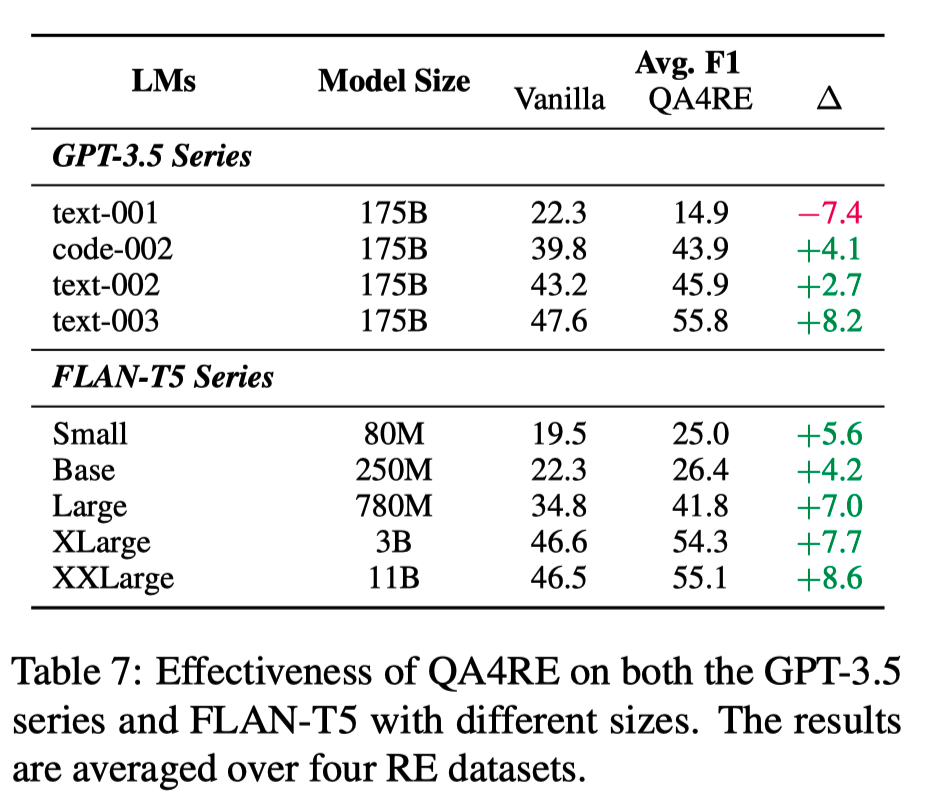 LMs Model Size Avg. F1
Vanilla QA4RE Δ
GPT-3.5 Series
text-001 175B 22.3 14.9 −7.4
code-002 175B 39.8 43.9 +4.1
text-002 175B 43.2 45.9 +2.7
text-003 175B 47.6 55.8 +8.2
FLAN-T5 Series
Small 80M 19.5 25.0 +5.6
Base 250M 22.3 26.4 +4.2
Large 780M 34.8 41.8 +7.0
XLarge 3B 46.6 54.3 +7.7
XXLarge 11B 46.5 55.1 +8.6
Table 7: Effectiveness of QA4RE on both the GPT-3.5
series and FLAN-T5 with different sizes. The results
are averaged over four RE datasets.